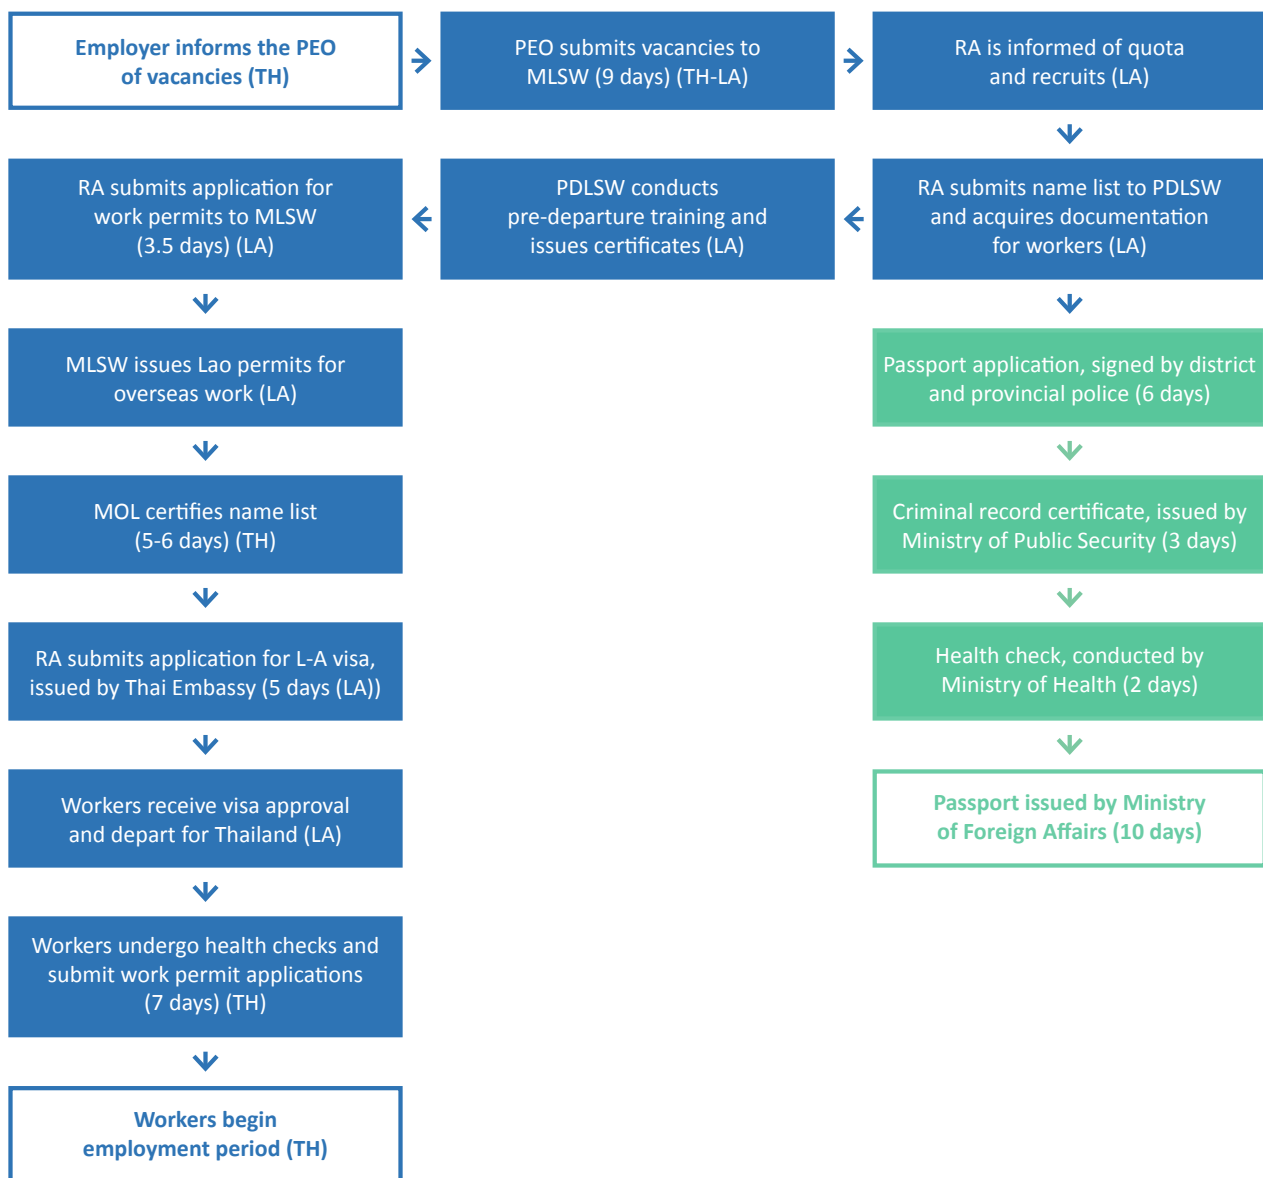 Employer informs the PEO
of vacancies (TH)
PEO submits vacancies to
MLSW (9 days) (TH-LA)
RA is informed of quota
and recruits (LA)
RA submits name list to PDLSW
and acquires documentation
for workers (LA)
PDLSW conducts
pre-departure training and
issues certificates (LA)
RA submits application for
work permits to MLSW
(3.5 days) (LA)
MLSW issues Lao permits for
overseas work (LA)
MOL certifies name list
(5-6 days) (TH)
RA submits application for L-A visa,
issued by Thai Embassy (5 days (LA))
Workers receive visa approval
and depart for Thailand (LA)
Workers undergo health checks and
submit work permit applications
(7 days) (TH)
Workers begin
employment period (TH)
Passport application, signed by district
and provincial police (6 days)
Criminal record certificate, issued by
Ministry of Public Security (3 days)
Health check, conducted by
Ministry of Health (2 days)
Passport issued by Ministry
of Foreign Affairs (10 days)